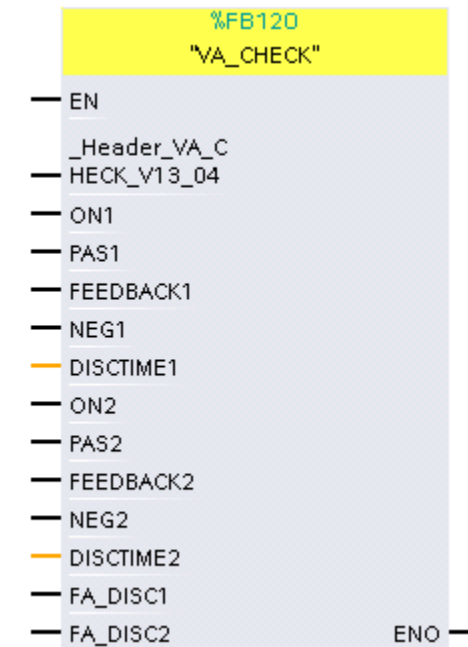 %FB120
"VA_CHECK"
EN
_Header_VA_C
HECK_V13_04
ON1
PAS1
FEEDBACK1
NEG1
DISCTIME1
ON2
PAS2
FEEDBACK2
NEG2
DISCTIME2
FA_DISC1
FA_DISC2 ENO